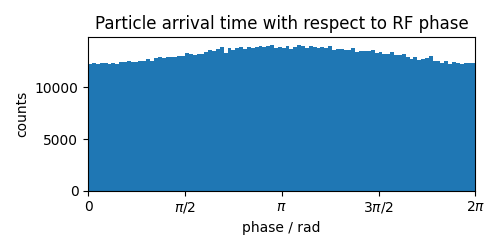 Particle arrival time with respect to RF phase
counts
10000
5000
0
0 π/2 π 3π/2 2π
phase / rad